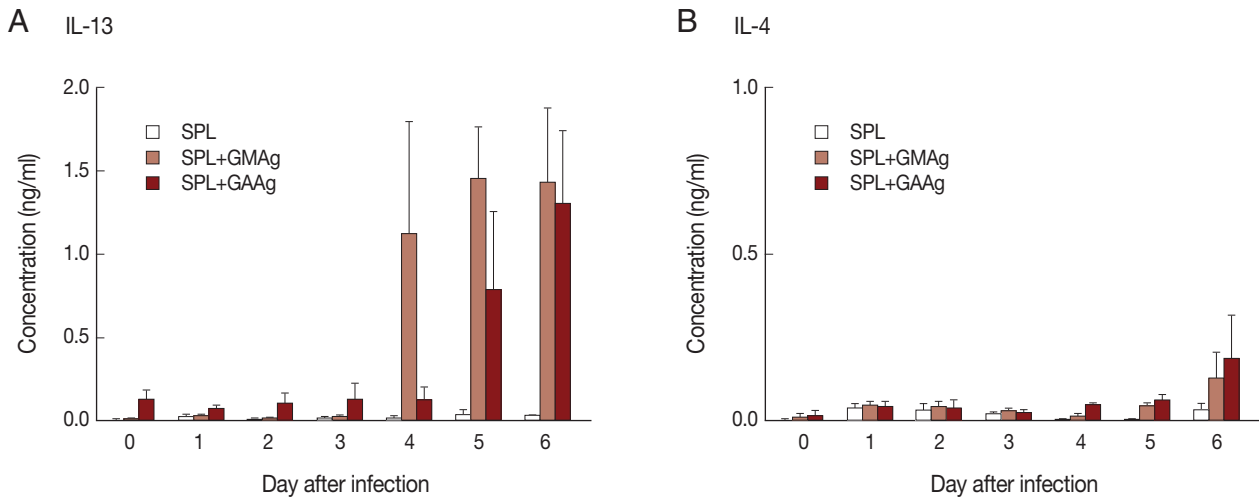 A IL-13
2.0
1.5
1.0
0.5
0.0
Concentration (ng/ml)
SPL
SPL+GMAg
SPL+GAAg
0 1 2 3 4 5 6
Day after infection
B IL-4
1.0
0.5
0.0
Concentration (ng/ml)
SPL
SPL+GMAg
SPL+GAAg
0 1 2 3 4 5 6
Day after infection